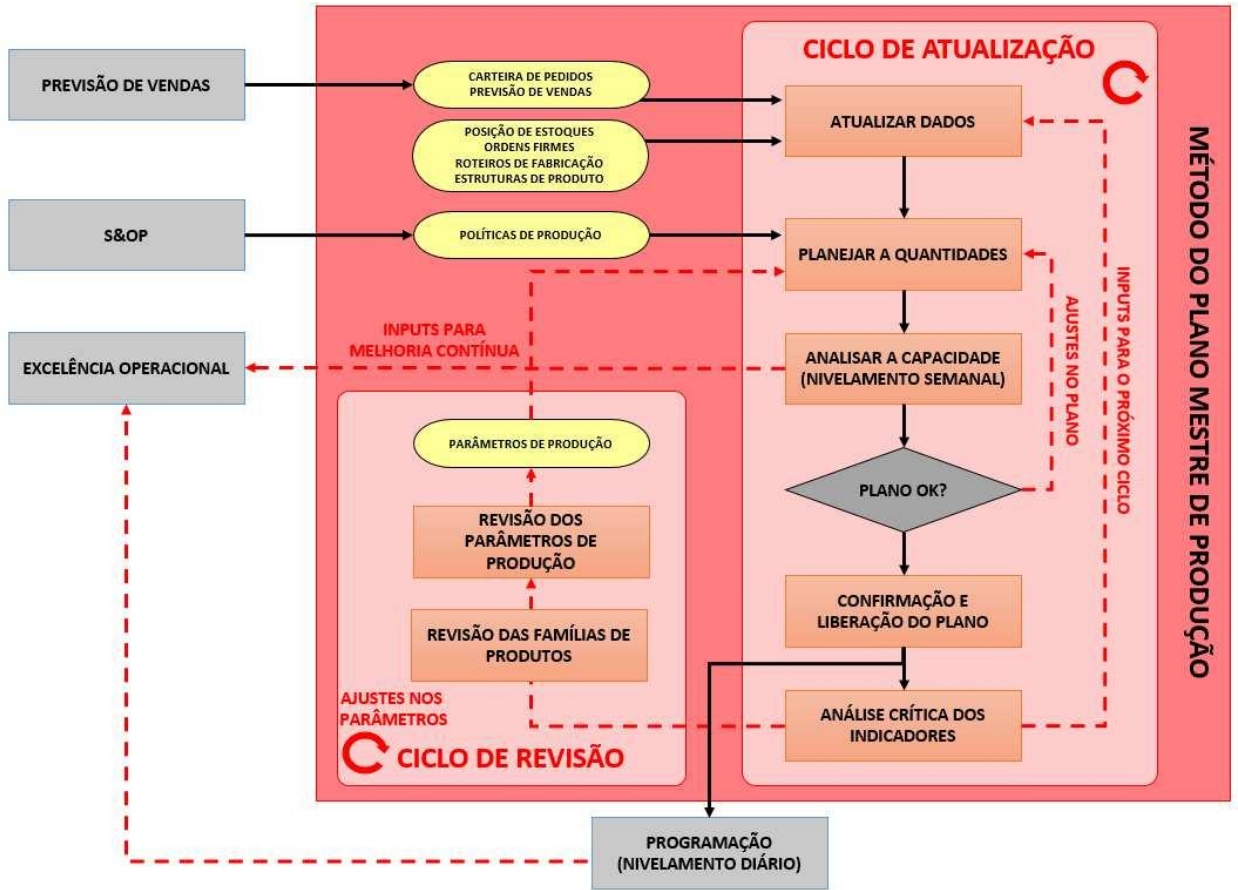 CICLO DE ATUALIZAÇÃO
PREVISÃO DE VENDAS
CARTEIRA DE PEDIDOS
PREVISÃO DE VENDAS
ATUALIZAR DADOS
POSIÇÃO DE ESTOQUES
ORDENS FIRMES
ROTEIROS DE FABRICAÇÃO
ESTRUTURAS DE PRODUTO
S&OP
POLÍTICAS DE PRODUÇÃO
PLANEJAR A QUANTIDADES
INPUTS PARA
MELHORIA CONTÍNUA
EXCELÊNCIA OPERACIONAL
ANALISAR A CAPACIDADE
(NIVELAMENTO SEMANAL)
AJUSTES NO PLANO
INPUTS PARA O PRÓXIMO CICLO
MÉTODO DO PLANO MESTRE DE PRODUÇÃO
PARÂMETROS DE PRODUÇÃO
PLANO OK?
REVISÃO DOS
PARÂMETROS DE
PRODUÇÃO
CONFIRMAÇÃO E
LIBERAÇÃO DO PLANO
REVISÃO DAS FAMÍLIAS DE
PRODUTOS
AJUSTES NOS
PARÂMETROS
ANÁLISE CRÍTICA DOS
INDICADORES
CICLO DE REVISÃO
PROGRAMAÇÃO
(NIVELAMENTO DIÁRIO)